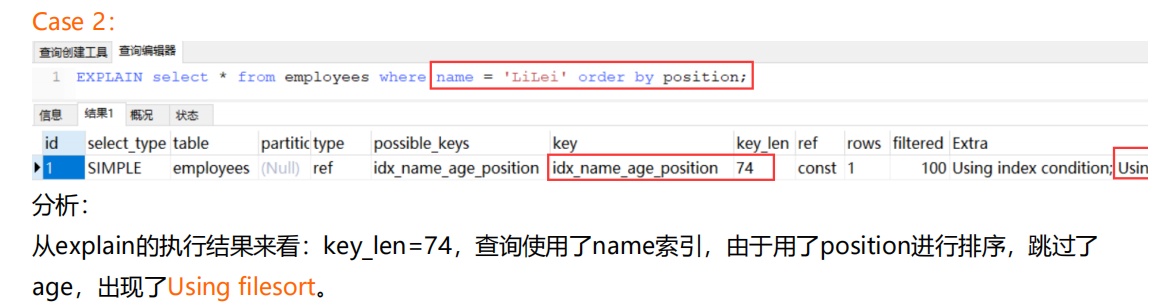 Case 2：
查询创建工具 查询编辑器
1 EXPLAIN select * from employees where name = 'LiLei' order by position;
信息 结果1 概况 状态
id select_type table partitic type possible_keys key key_len ref rows filtered Extra
1 SIMPLE employees (Null) ref idx_name_age_position idx_name_age_position 74 const 1 100 Using index condition; Usin
分析：
从explain的执行结果来看：key_len=74，查询使用了name索引，由于用了position进行排序，跳过了
age，出现了Using filesort。